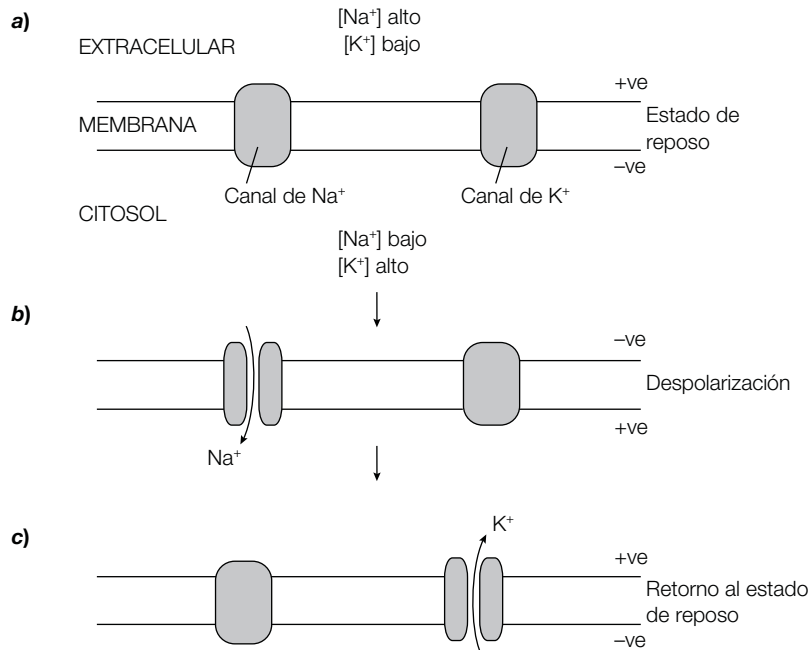 a)
[Na⁺] alto
[K⁺] bajo
EXTRACELULAR
+ve
MEMBRANA
Estado de
reposo
–ve
Canal de Na⁺
Canal de K⁺
CITOSOL
[Na⁺] bajo
[K⁺] alto
b)
–ve
Despolarización
+ve
Na⁺
c)
K⁺
+ve
Retorno al estado
de reposo
–ve